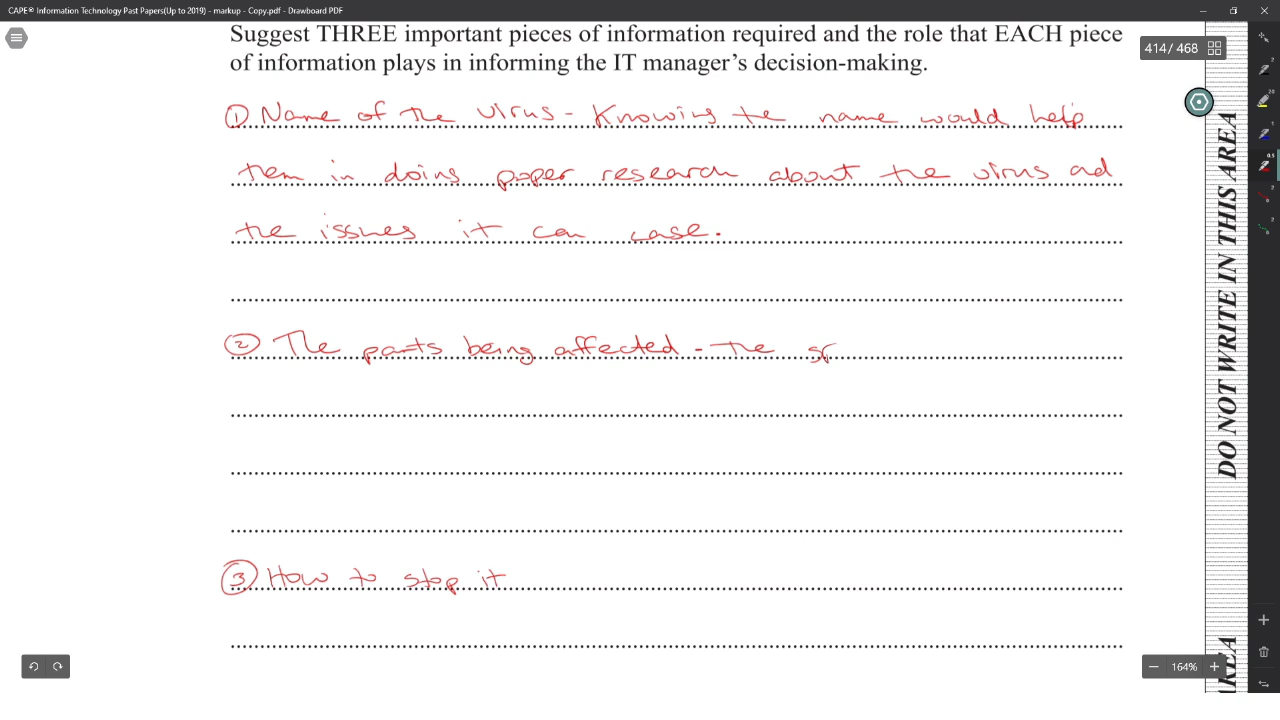 CAPE® Information Technology Past Papers(Up to 2019) - markup - Copy.pdf - Drawboard PDF
Suggest THREE important pieces of information required and the role that EACH piece
of information plays in informing the IT manager's decision-making.
414 / 468
① Name of the virus - Knowing the name would help
them in doing poper research about the virus ad
the issues it can case.
② The parts being affected - the
③ How to stop it
DO NOT WRITE IN THIS AREA
164%